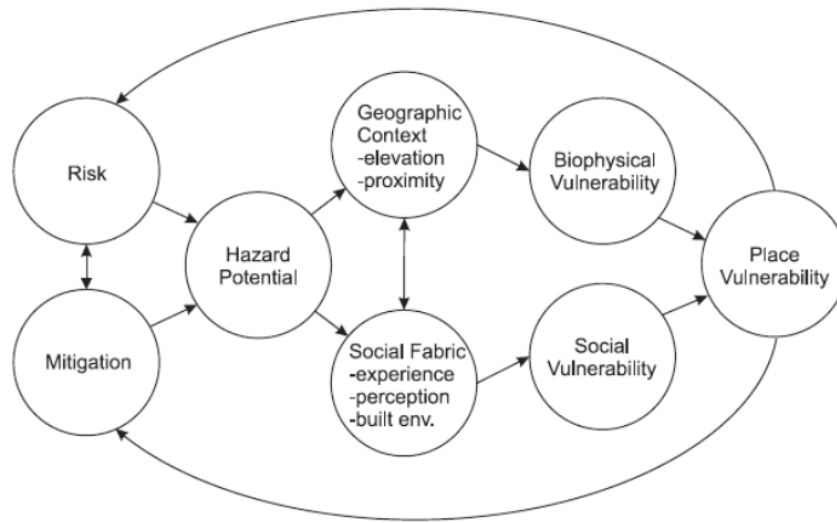 Risk
Mitigation
Hazard
Potential
Geographic
Context
-elevation
-proximity
Social Fabric
-experience
-perception
-built env.
Biophysical
Vulnerability
Social
Vulnerability
Place
Vulnerability